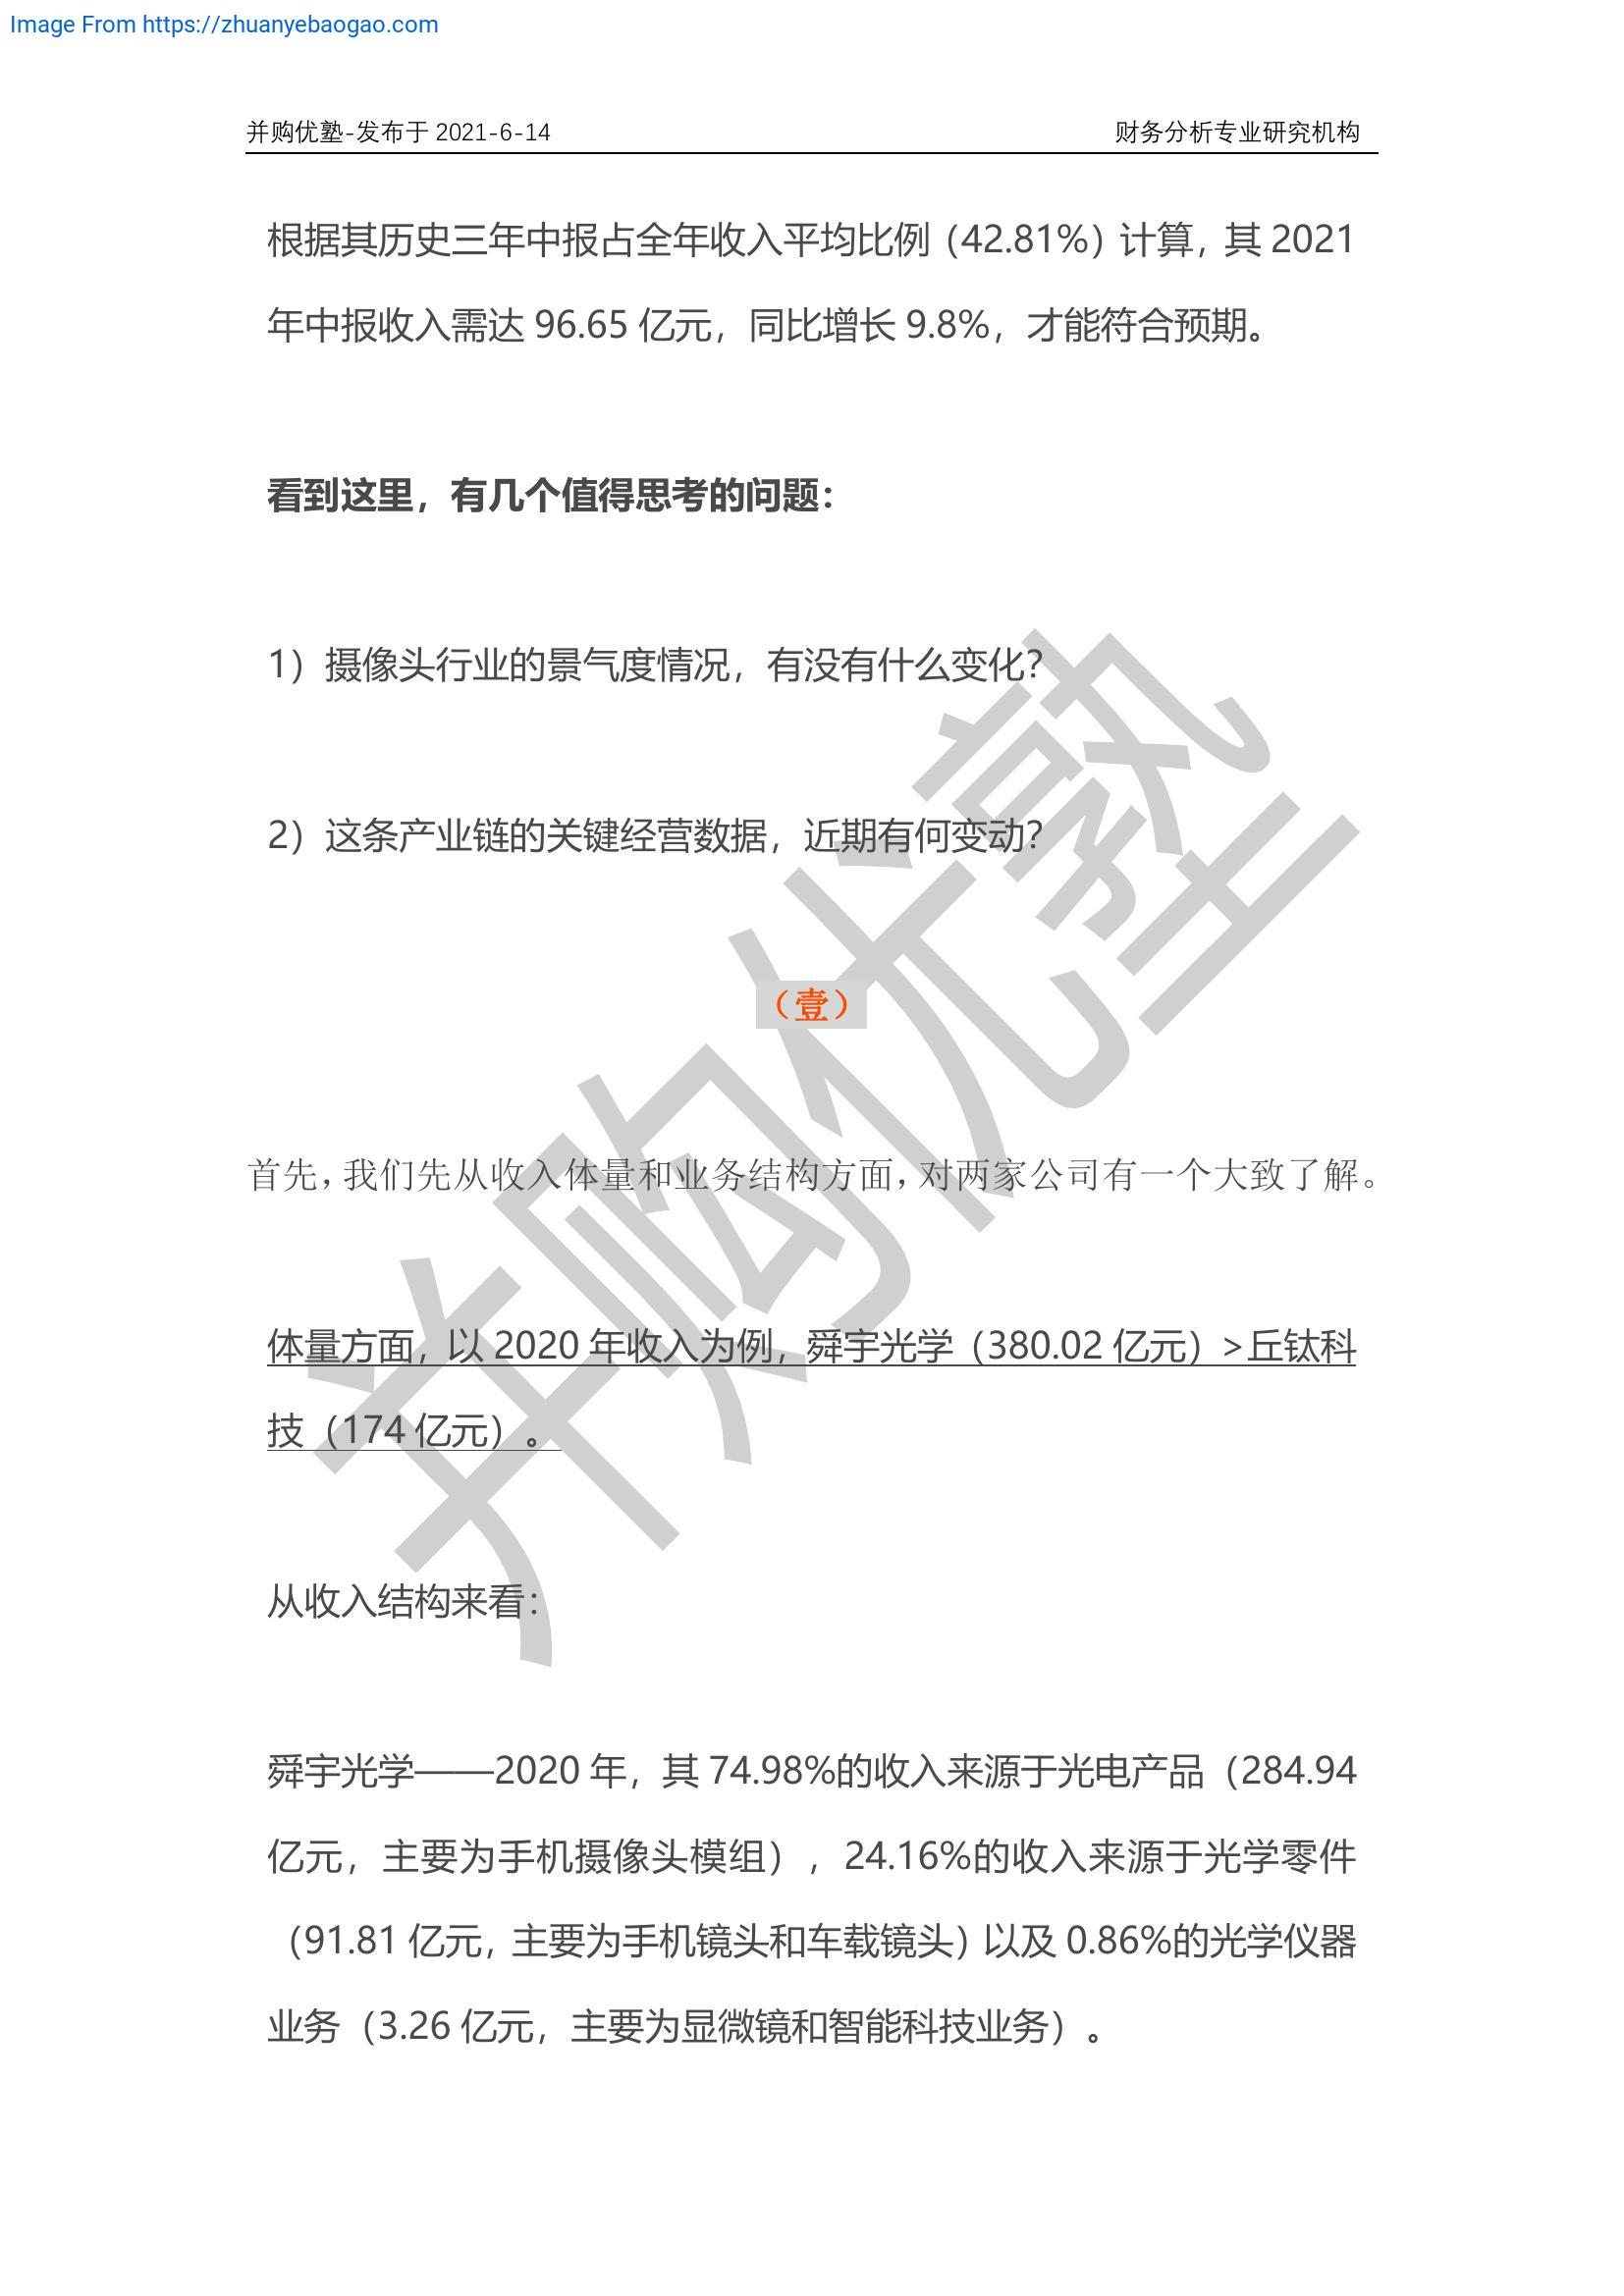 Image From https://zhuanyebaogao.com
并购优塾-发布于 2021-6-14 财务分析专业研究机构
根据其历史三年中报占全年收入平均比例（42.81%）计算，其 2021
年中报收入需达 96.65 亿元，同比增长 9.8%，才能符合预期。
看到这里，有几个值得思考的问题：
1）摄像头行业的景气度情况，有没有什么变化？
2）这条产业链的关键经营数据，近期有何变动？
（壹）
首先，我们先从收入体量和业务结构方面，对两家公司有一个大致了解。
体量方面，以 2020 年收入为例，舜宇光学（380.02 亿元）>丘钛科
技（174 亿元）。
从收入结构来看：
舜宇光学——2020 年，其 74.98%的收入来源于光电产品（284.94
亿元，主要为手机摄像头模组），24.16%的收入来源于光学零件
（91.81 亿元，主要为手机镜头和车载镜头）以及 0.86%的光学仪器
业务（3.26 亿元，主要为显微镜和智能科技业务）。
并购优塾